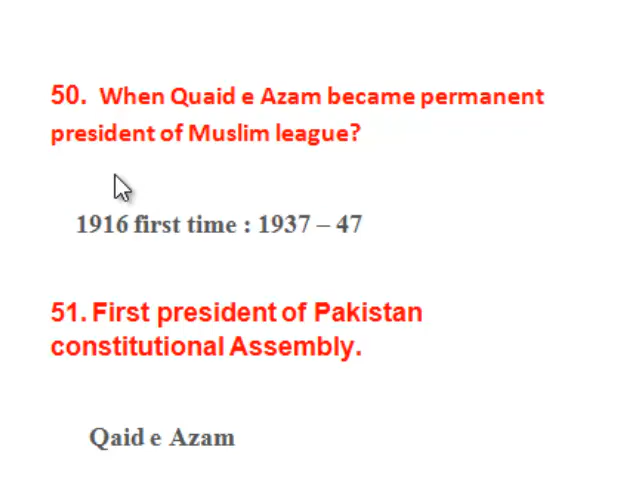 50. When Quaid e Azam became permanent
president of Muslim league?
1916 first time : 1937 – 47
51. First president of Pakistan
constitutional Assembly.
Qaid e Azam